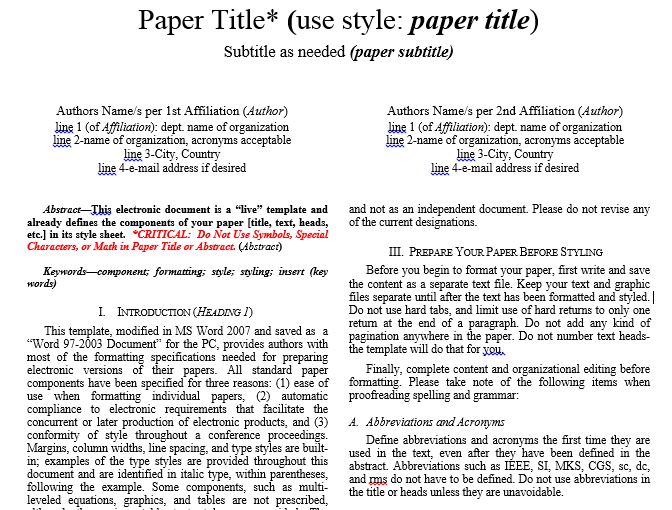 Paper Title* (use style: paper title)
Subtitle as needed (paper subtitle)
Authors Name/s per 1st Affiliation (Author)
line 1 (of Affiliation): dept. name of organization
line 2-name of organization, acronyms acceptable
line 3-City, Country
line 4-e-mail address if desired
Authors Name/s per 2nd Affiliation (Author)
line 1 (of Affiliation): dept. name of organization
line 2-name of organization, acronyms acceptable
line 3-City, Country
line 4-e-mail address if desired
Abstract—This electronic document is a “live” template and
already defines the components of your paper [title, text, heads,
etc.] in its style sheet. *CRITICAL: Do Not Use Symbols, Special
Characters, or Math in Paper Title or Abstract. (Abstract)
Keywords—component; formatting; style; styling; insert (key
words)
I. INTRODUCTION (HEADING 1)
This template, modified in MS Word 2007 and saved as a
“Word 97-2003 Document” for the PC, provides authors with
most of the formatting specifications needed for preparing
electronic versions of their papers. All standard paper
components have been specified for three reasons: (1) ease of
use when formatting individual papers, (2) automatic
compliance to electronic requirements that facilitate the
concurrent or later production of electronic products, and (3)
conformity of style throughout a conference proceedings.
Margins, column widths, line spacing, and type styles are built-
in; examples of the type styles are provided throughout this
document and are identified in italic type, within parentheses,
following the example. Some components, such as multi-
leveled equations, graphics, and tables are not prescribed,
and not as an independent document. Please do not revise any
of the current designations.
III. PREPARE YOUR PAPER BEFORE STYLING
Before you begin to format your paper, first write and save
the content as a separate text file. Keep your text and graphic
files separate until after the text has been formatted and styled.
Do not use hard tabs, and limit use of hard returns to only one
return at the end of a paragraph. Do not add any kind of
pagination anywhere in the paper. Do not number text heads-
the template will do that for you.
Finally, complete content and organizational editing before
formatting. Please take note of the following items when
proofreading spelling and grammar:
A. Abbreviations and Acronyms
Define abbreviations and acronyms the first time they are
used in the text, even after they have been defined in the
abstract. Abbreviations such as IEEE, SI, MKS, CGS, sc, dc,
and rms do not have to be defined. Do not use abbreviations in
the title or heads unless they are unavoidable.